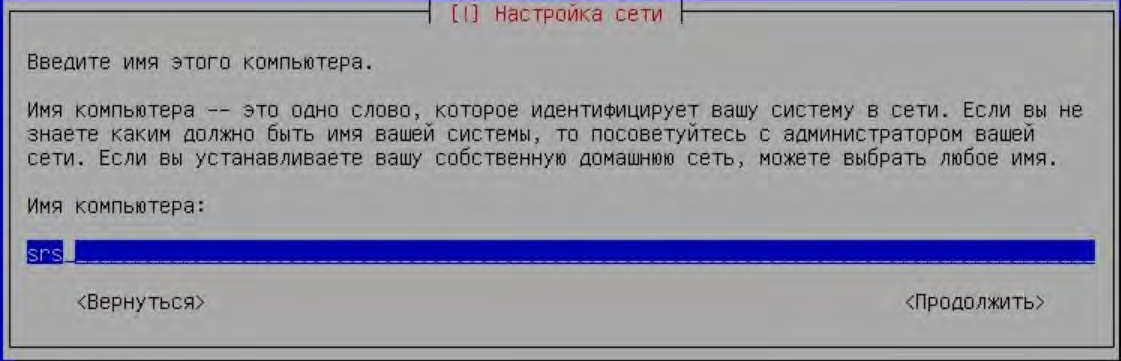 [!] Настройка сети
Введите имя этого компьютера.
Имя компьютера -- это одно слово, которое идентифицирует вашу систему в сети. Если вы не
знаете каким должно быть имя вашей системы, то посоветуйтесь с администратором вашей
сети. Если вы устанавливаете вашу собственную домашнюю сеть, можете выбрать любое имя.
Имя компьютера:
srs
<Вернуться> <Продолжить>